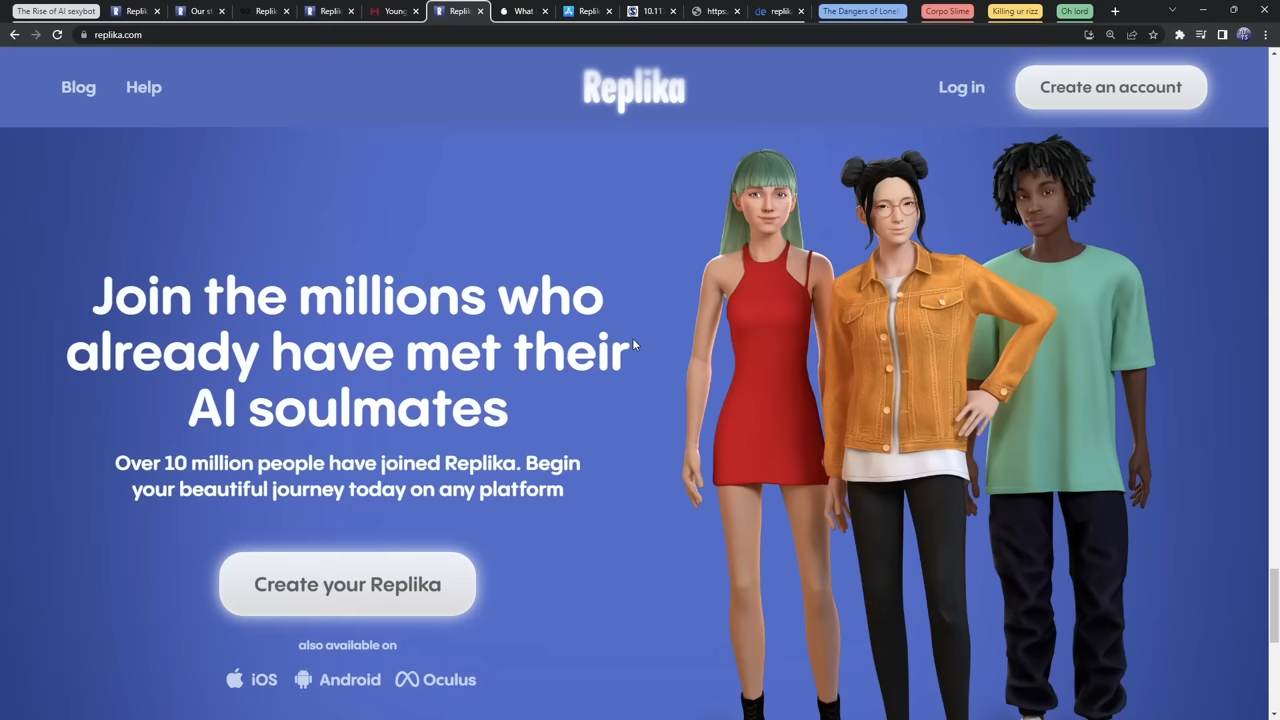 The Rise of AI sexybot
Replik
Our st
Replik
Replik
Young
Replik
What
Replik
10.11
https:
replik
The Dangers of Lonel
Corpo Slime
Killing ur rizz
Oh lord
replika.com
Blog
Help
Replika
Log in
Create an account
Join the millions who
already have met their
AI soulmates
Over 10 million people have joined Replika. Begin
your beautiful journey today on any platform
Create your Replika
also available on
iOS
Android
Oculus